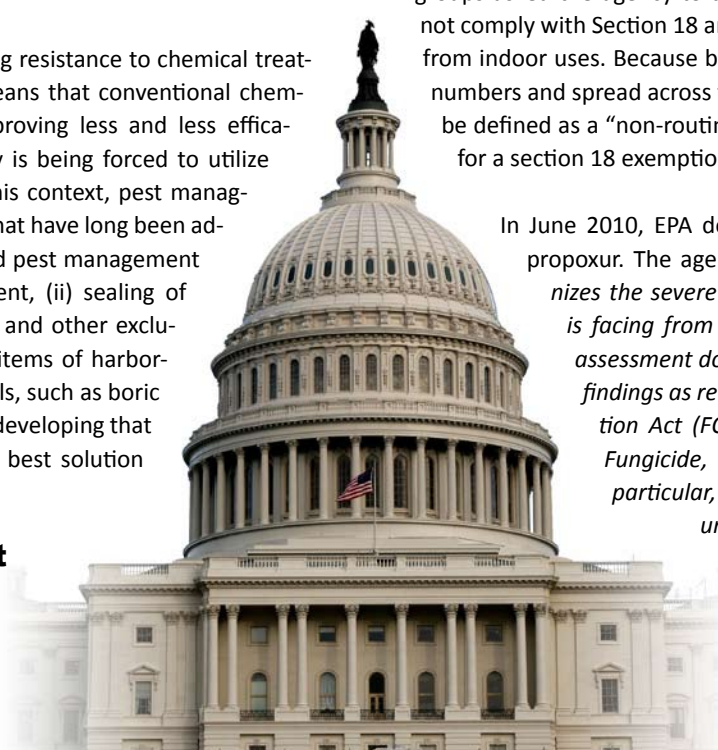 g resistance to chemical treat-
eans that conventional chem-
proving less and less effica-
is being forced to utilize
his context, pest manag-
hat have long been ad-
d pest management
ent, (ii) sealing of
and other exclu-
items of harbor-
ls, such as boric
developing that
best solution
t
not comply with Section 18 a
from indoor uses. Because b
numbers and spread across
be defined as a “non-routin
for a section 18 exemptio
In June 2010, EPA de
propoxur. The age
nizes the severe
is facing from
assessment do
findings as re
tion Act (FC
Fungicide,
particular,
un